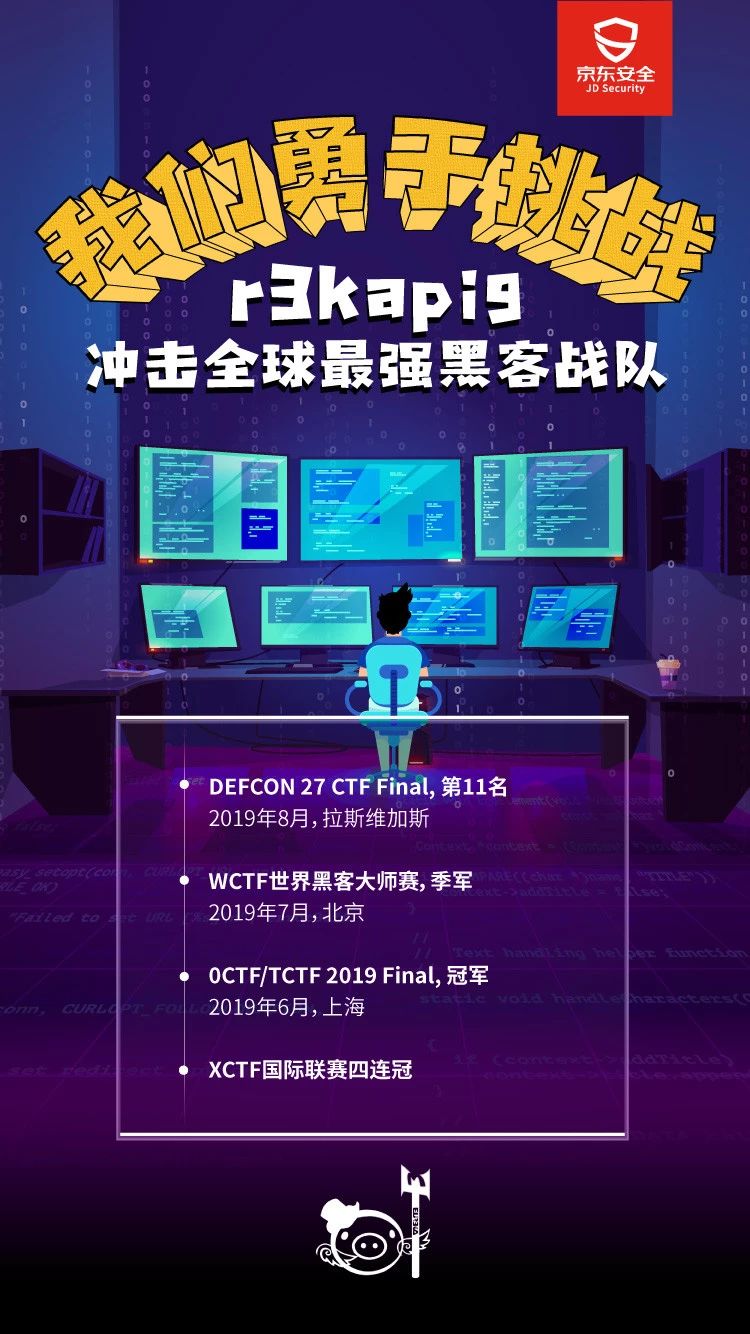 京东安全
JD Security
我们勇于挑战
r3kapig
冲击全球最强黑客战队
DEFCON 27 CTF Final, 第11名
2019年8月，拉斯维加斯
WCTF世界黑客大师赛, 季军
2019年7月，北京
0CTF/TCTF 2019 Final, 冠军
2019年6月，上海
XCTF国际联赛四连冠